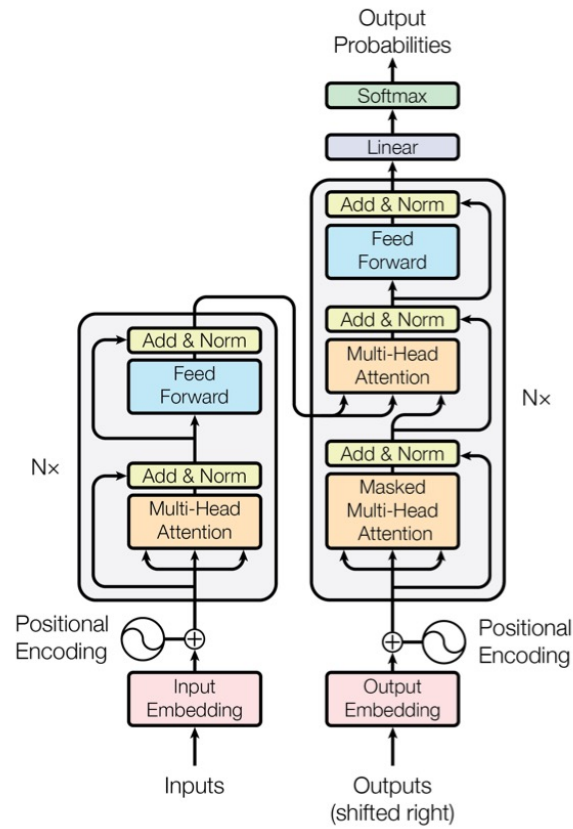 Output
Probabilities
Softmax
Linear
Add & Norm
Feed
Forward
Add & Norm
Multi-Head
Attention
Add & Norm
Masked
Multi-Head
Attention
N×
Add & Norm
Feed
Forward
Add & Norm
Multi-Head
Attention
N×
Positional
Encoding
Positional
Encoding
Input
Embedding
Output
Embedding
Inputs
Outputs
(shifted right)